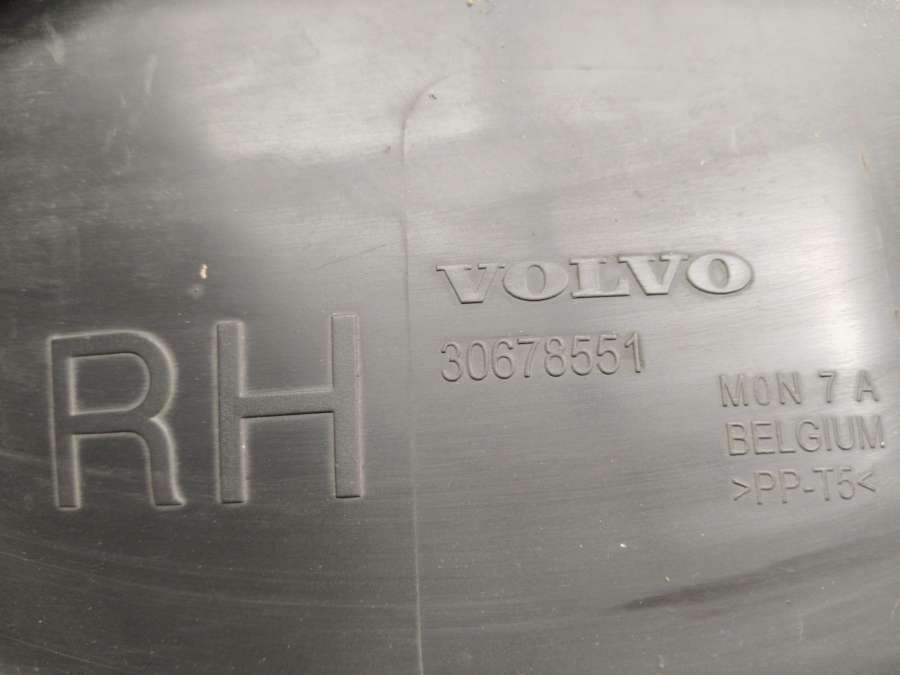 RH
VOLVO
30678551
M0N 7 A
BELGIUM
>PP-T5<